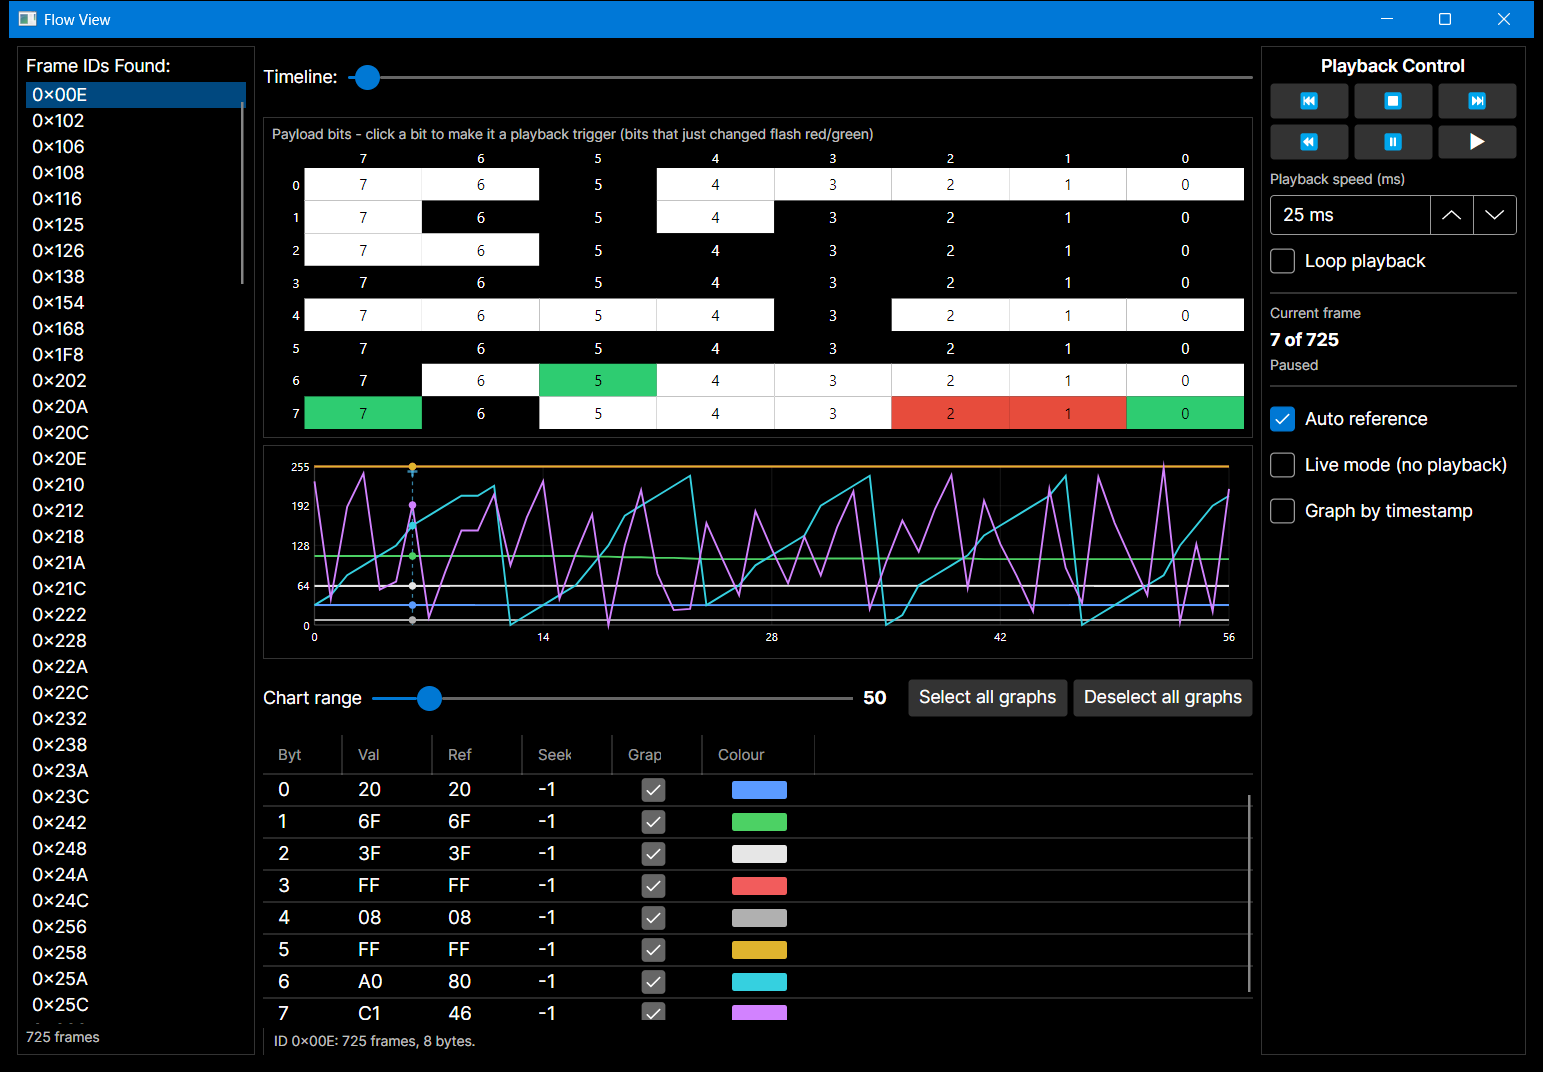 Flow View
Frame IDs Found:
0x00E
0x102
0x106
0x108
0x116
0x125
0x126
0x138
0x154
0x168
0x1F8
0x202
0x20A
0x20C
0x20E
0x210
0x212
0x218
0x21A
0x21C
0x222
0x228
0x22A
0x22C
0x232
0x238
0x23A
0x23C
0x242
0x248
0x24A
0x24C
0x256
0x258
0x25A
0x25C
725 frames
Timeline:
Payload bits - click a bit to make it a playback trigger (bits that just changed flash red/green)
7 6 5 4 3 2 1 0
0 7 6 5 4 3 2 1 0
1 7 6 5 4 3 2 1 0
2 7 6 5 4 3 2 1 0
3 7 6 5 4 3 2 1 0
4 7 6 5 4 3 2 1 0
5 7 6 5 4 3 2 1 0
6 7 6 5 4 3 2 1 0
7 7 6 5 4 3 2 1 0
255
192
128
64
0
0 14 28 42 56
Chart range 50 Select all graphs Deselect all graphs
Byt Val Ref Seek Grap Colour
0 20 20 -1
1 6F 6F -1
2 3F 3F -1
3 FF FF -1
4 08 08 -1
5 FF FF -1
6 A0 80 -1
7 C1 46 -1
ID 0x00E: 725 frames, 8 bytes.
Playback Control
Playback speed (ms)
25 ms
Loop playback
Current frame
7 of 725
Paused
Auto reference
Live mode (no playback)
Graph by timestamp